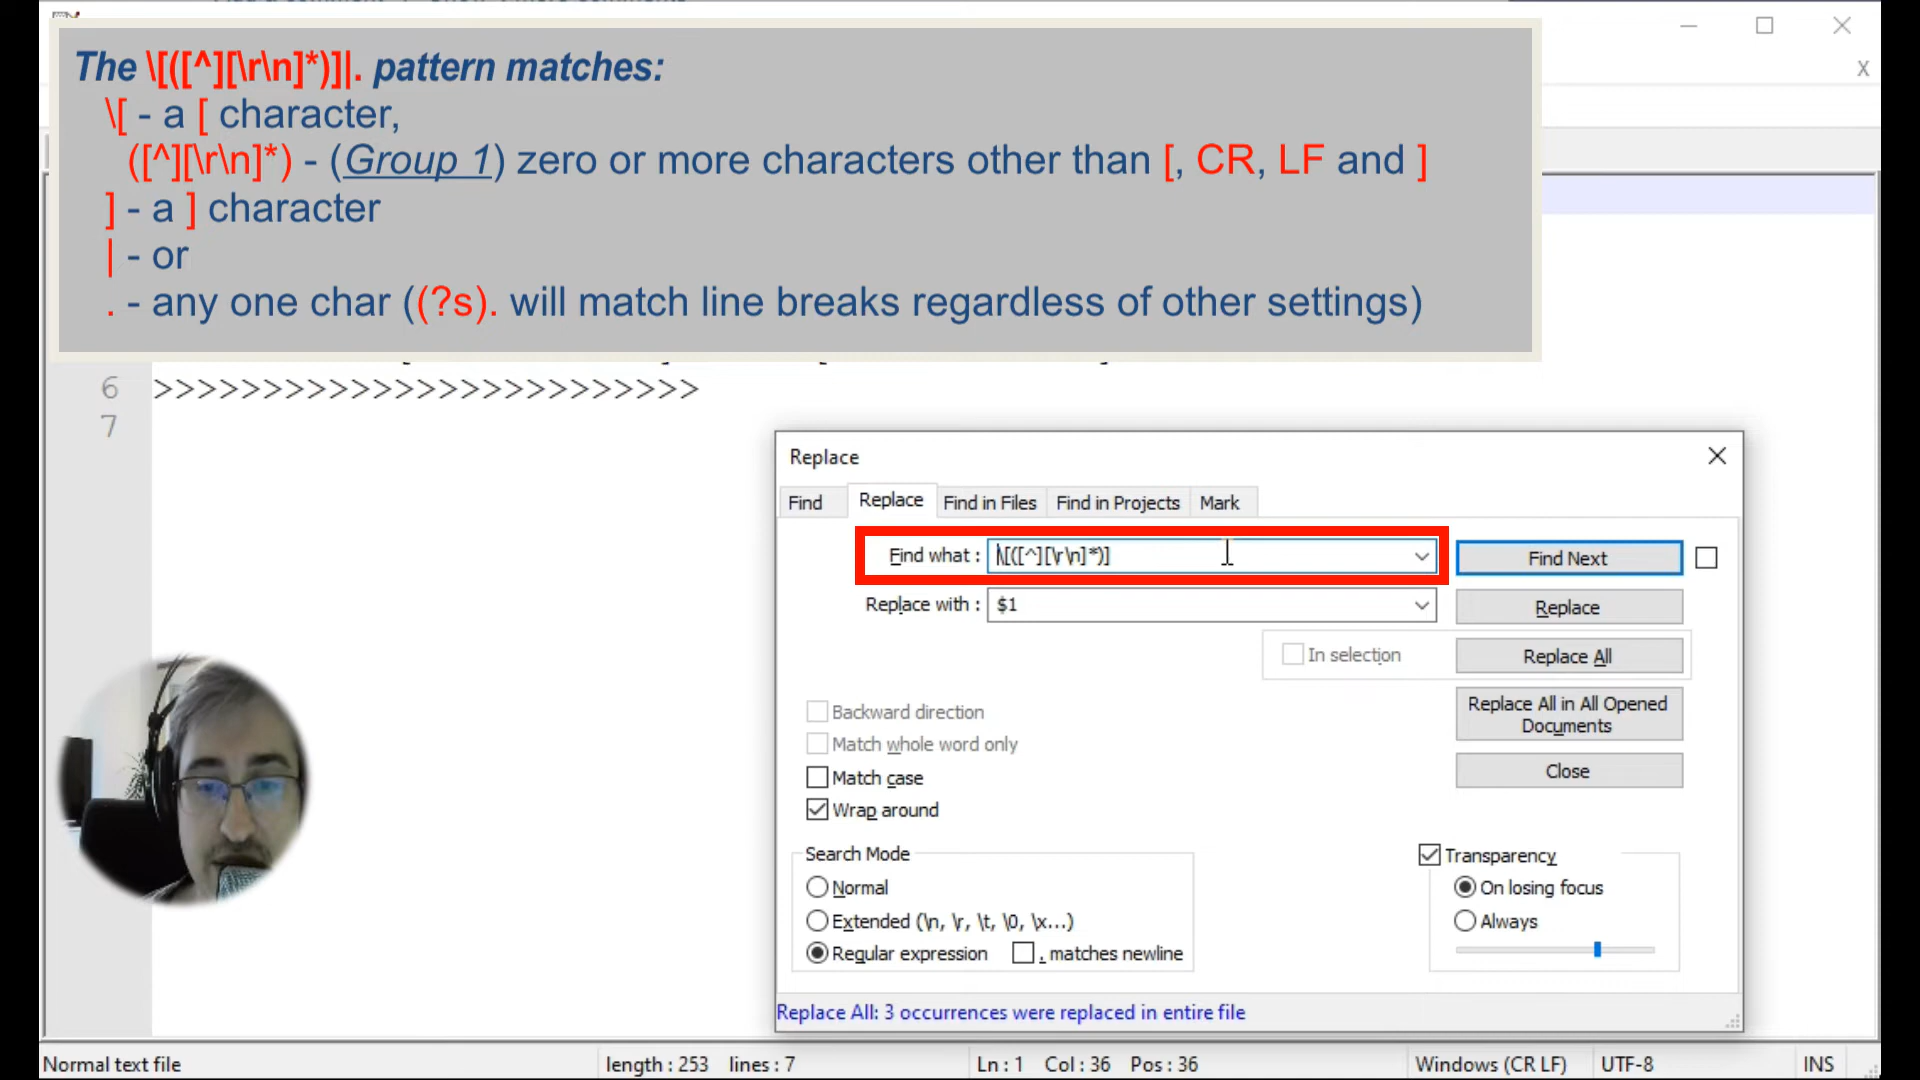 The \[([^][\r\n]*)]|. pattern matches:
\[ - a [ character,
([^][\r\n]*) - (Group 1) zero or more characters other than [, CR, LF and ]
] - a ] character
| - or
. - any one char ((?s). will match line breaks regardless of other settings)
X
6 >>>>>>>>>>>>>>>>>>>>>>>>>
7
Replace
Find Replace Find in Files Find in Projects Mark
Find what : \[([^][\r\n]*)] Find Next
Replace with : $1 Replace
In selection Replace All
Backward direction Replace All in All Opened
Documents
Match whole word only
Match case Close
Wrap around
Search Mode Transparency
Normal On losing focus
Extended (\n, \r, \t, \0, \x...) Always
Regular expression . matches newline
Replace All: 3 occurrences were replaced in entire file
Normal text file length : 253 lines : 7 Ln : 1 Col : 36 Pos : 36 Windows (CR LF) UTF-8 INS